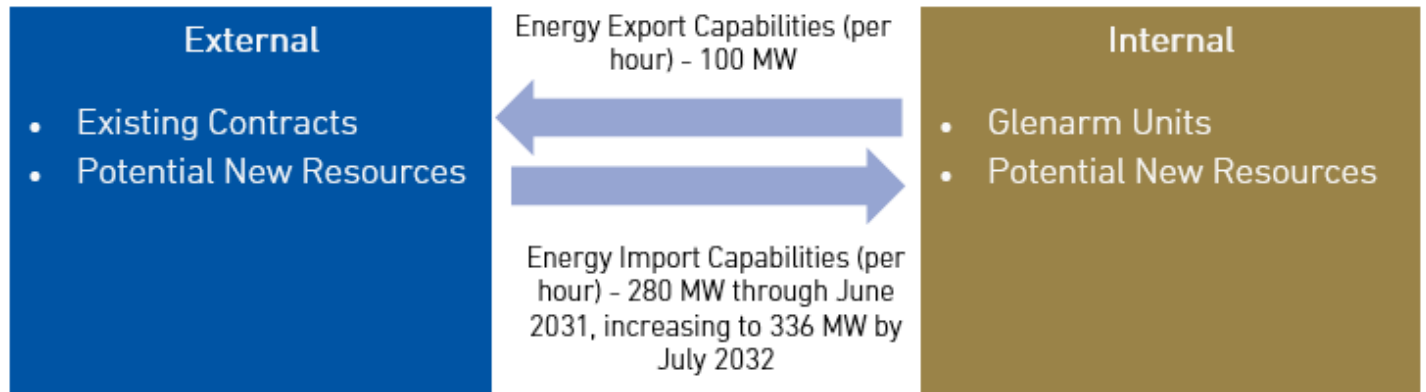 External
• Existing Contracts
• Potential New Resources
Energy Export Capabilities (per
hour) - 100 MW
Energy Import Capabilities (per
hour) - 280 MW through June
2031, increasing to 336 MW by
July 2032
Internal
• Glenarm Units
• Potential New Resources